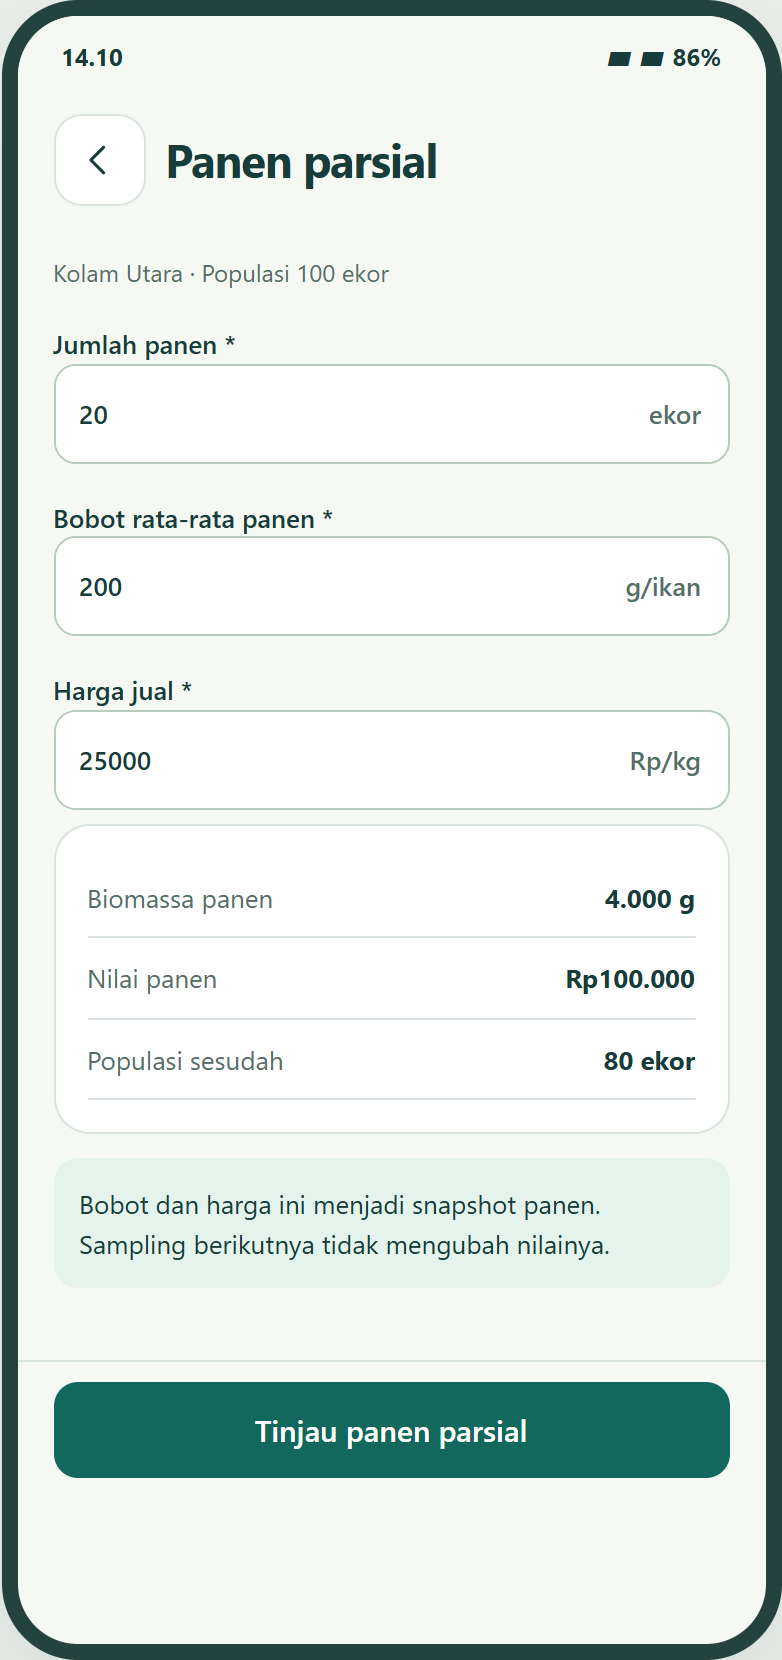 14.10
86%
Panen parsial
Kolam Utara · Populasi 100 ekor
Jumlah panen *
20 ekor
Bobot rata-rata panen *
200 g/ikan
Harga jual *
25000 Rp/kg
Biomassa panen 4.000 g
Nilai panen Rp100.000
Populasi sesudah 80 ekor
Bobot dan harga ini menjadi snapshot panen.
Sampling berikutnya tidak mengubah nilainya.
Tinjau panen parsial